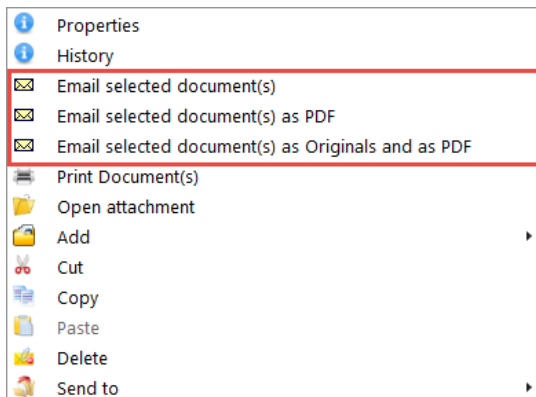 Properties
History
Email selected document(s)
Email selected document(s) as PDF
Email selected document(s) as Originals and as PDF
Print Document(s)
Open attachment
Add
Cut
Copy
Paste
Delete
Send to